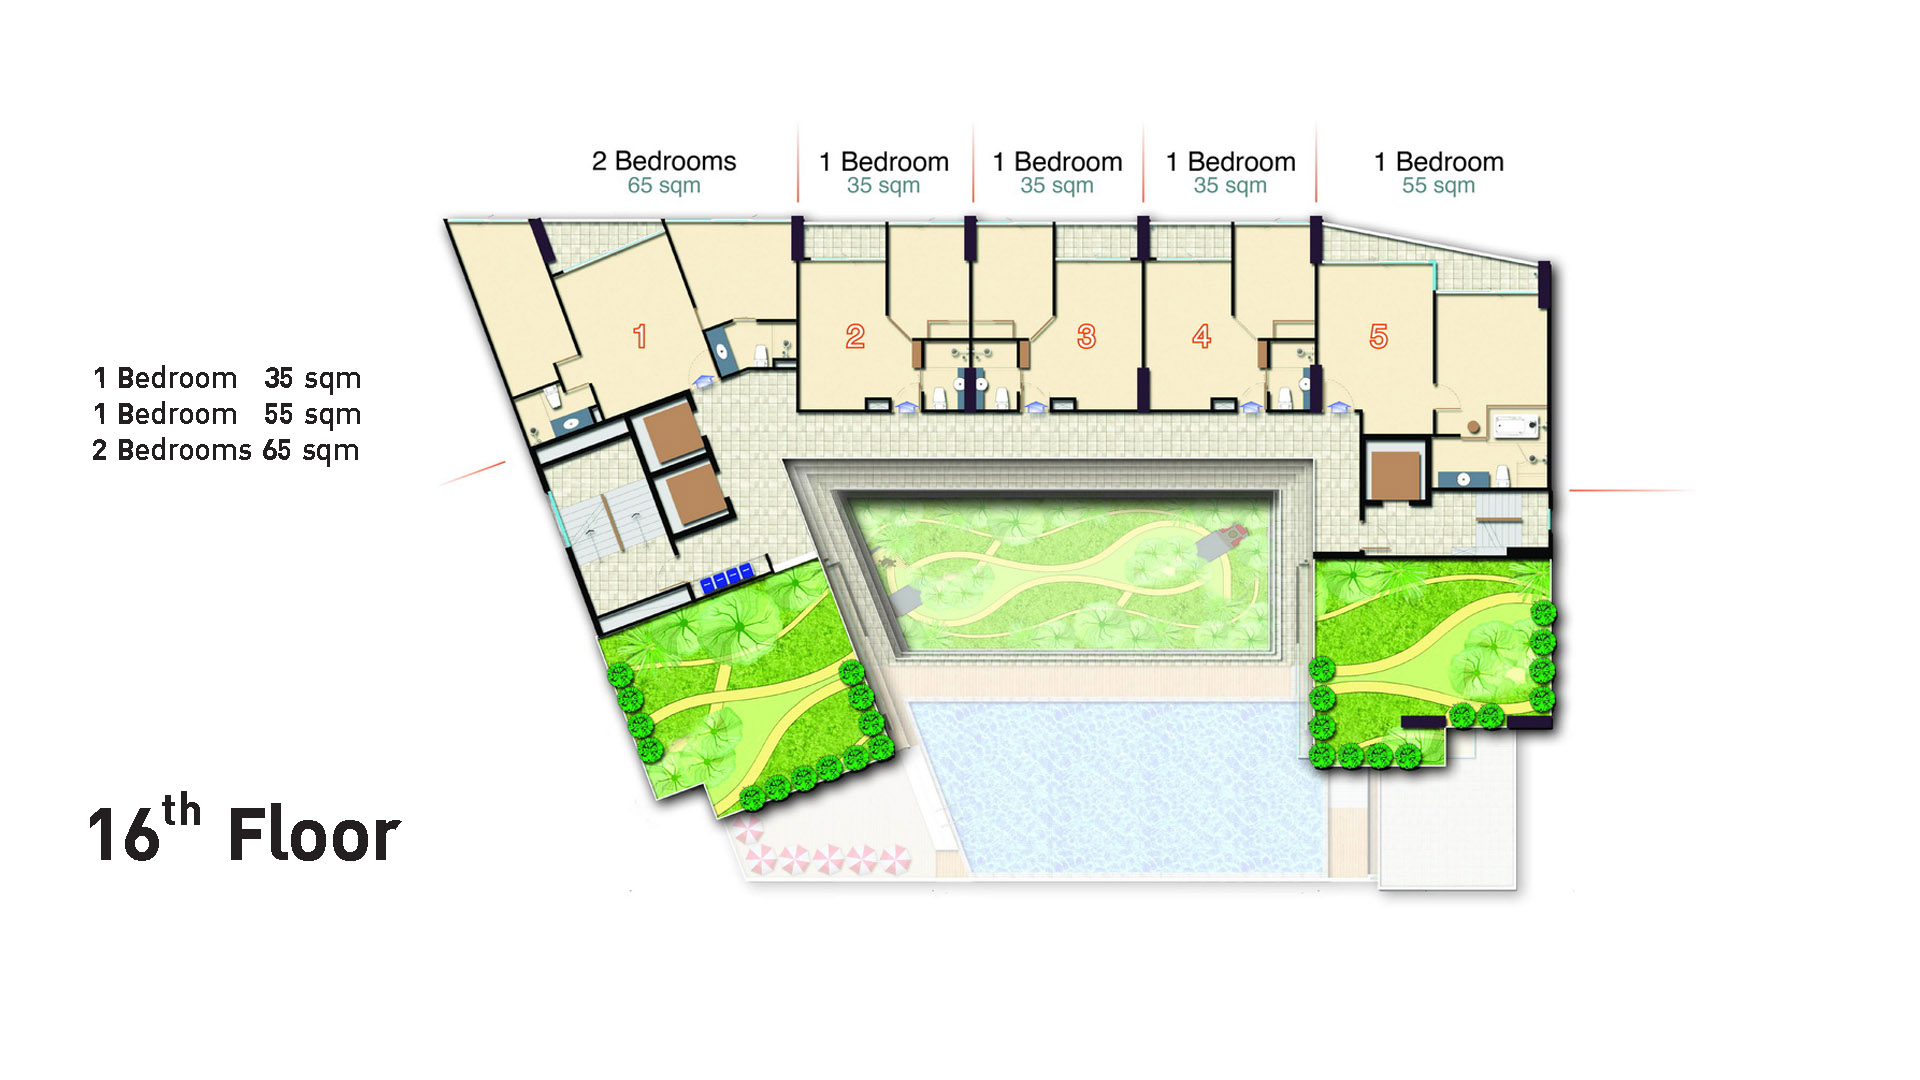 2 Bedrooms
65 sqm
1 Bedroom
35 sqm
1 Bedroom
35 sqm
1 Bedroom
35 sqm
1 Bedroom
55 sqm
1
2
3
4
5
1 Bedroom 35 sqm
1 Bedroom 55 sqm
2 Bedrooms 65 sqm
16th Floor